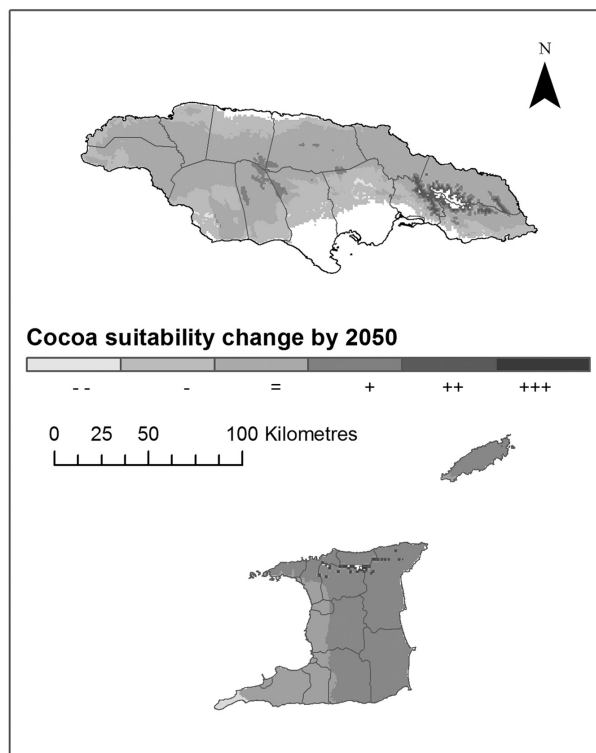 N
Cocoa suitability change by 2050
- - - = + ++ +++
0 25 50 100 Kilometres